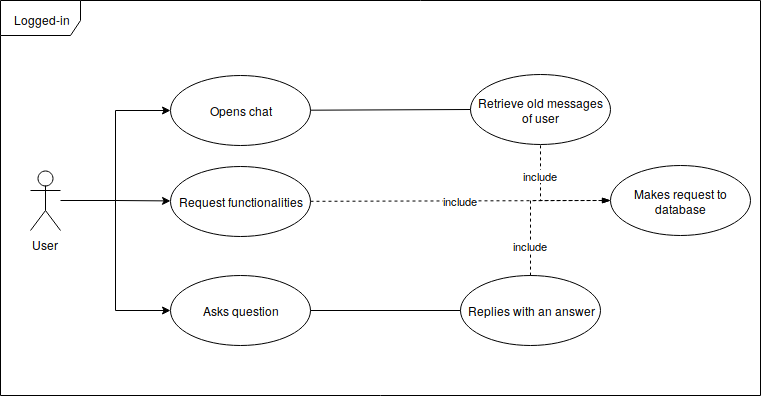 Logged-in
Opens chat
Retrieve old messages
of user
include
Request functionalities
include
Makes request to
database
User
include
Asks question
Replies with an answer